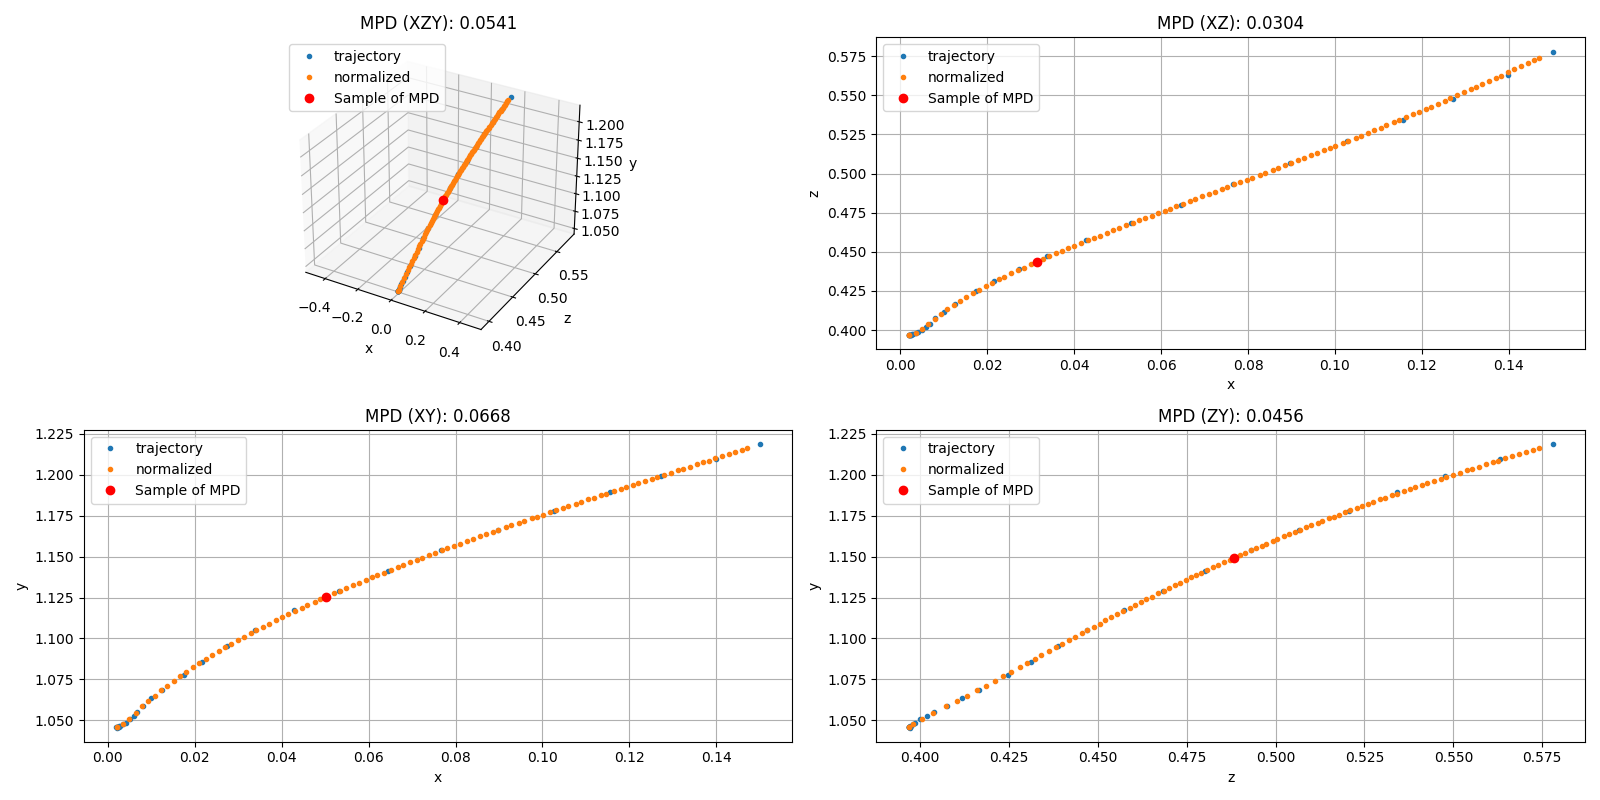 MPD (XZY): 0.0541
trajectory
normalized
Sample of MPD
1.200
1.175
1.150
1.125
1.100
1.075
1.050
y
−0.4
−0.2
0.0
0.2
0.4
x
0.40
0.45
0.50
0.55
z
MPD (XZ): 0.0304
trajectory
normalized
Sample of MPD
0.575
0.550
0.525
0.500
0.475
0.450
0.425
0.400
z
0.00 0.02 0.04 0.06 0.08 0.10 0.12 0.14
x
MPD (XY): 0.0668
trajectory
normalized
Sample of MPD
1.225
1.200
1.175
1.150
1.125
1.100
1.075
1.050
y
0.00 0.02 0.04 0.06 0.08 0.10 0.12 0.14
x
MPD (ZY): 0.0456
trajectory
normalized
Sample of MPD
1.225
1.200
1.175
1.150
1.125
1.100
1.075
1.050
y
0.400 0.425 0.450 0.475 0.500 0.525 0.550 0.575
z